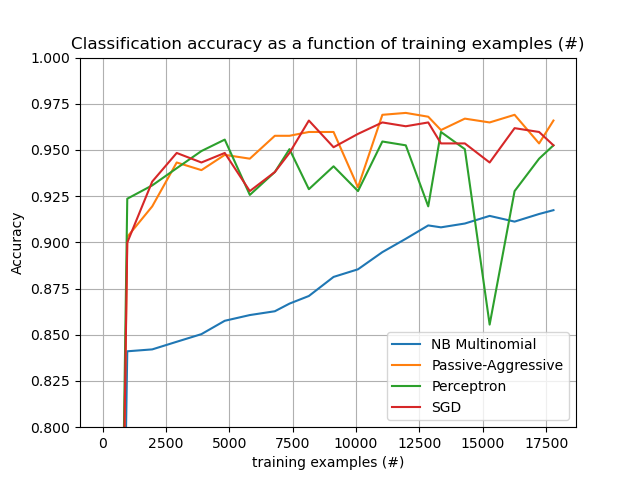 Classification accuracy as a function of training examples (#)
1.000
0.975
0.950
0.925
0.900
0.875
0.850
0.825
0.800
Accuracy
NB Multinomial
Passive-Aggressive
Perceptron
SGD
0 2500 5000 7500 10000 12500 15000 17500
training examples (#)